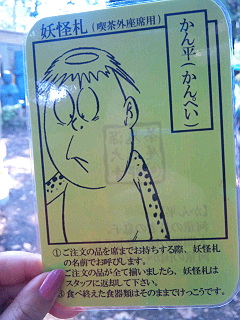 妖怪札（喫茶外座席用）
かん平（かんぺい）
①ご注文の品を席までお持ちする際、妖怪札
の名前でお呼びします。
ご注文の品が全て揃いましたら、妖怪札は
スタッフに返却して下さい。
③食べ終えた食器類はそのままでけっこうです。